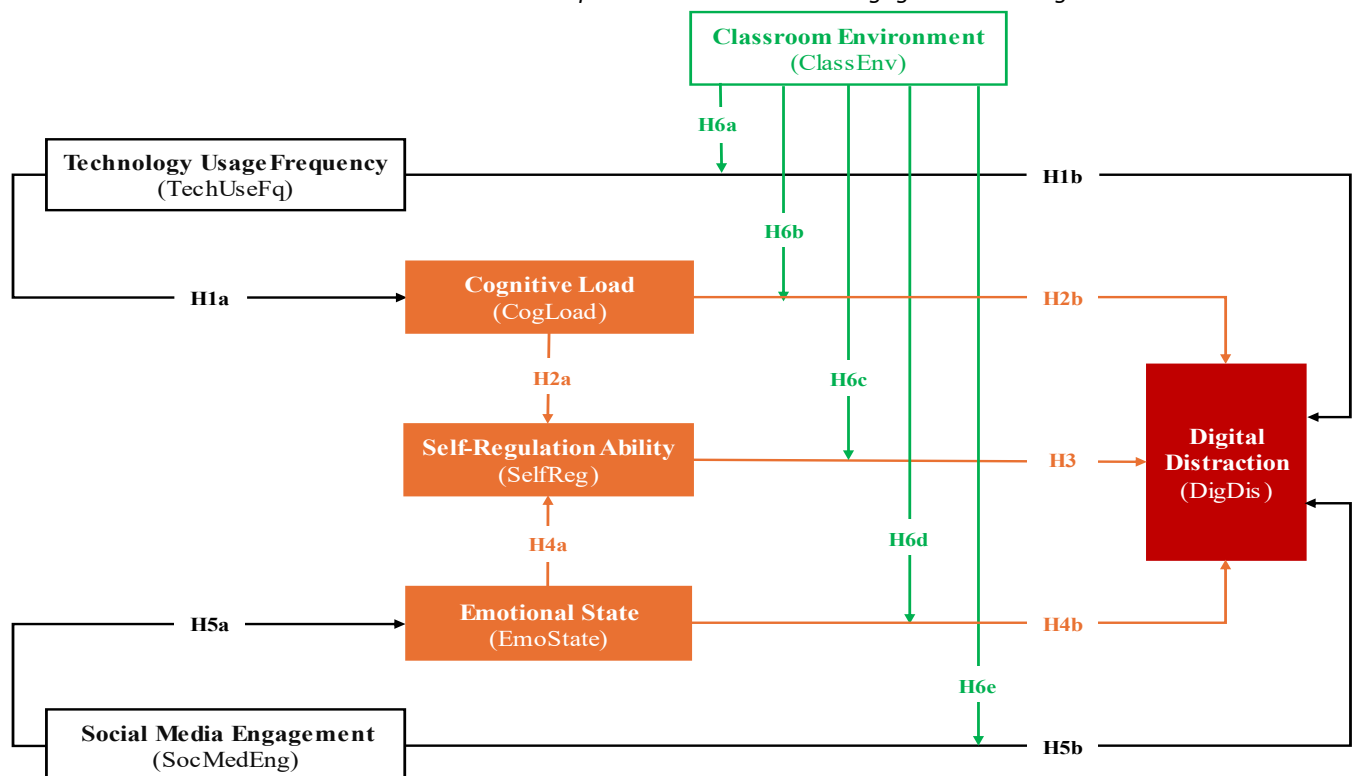 Classroom Environment
(ClassEnv)
H6a
Technology Usage Frequency
(TechUseFq)
H1b
H6b
Cognitive Load
(CogLoad)
H1a
H2b
H2a
H6c
Self-Regulation Ability
(SelfReg)
H3
Digital
Distraction
(DigDis)
H4a
H6d
Emotional State
(EmoState)
H5a
H4b
H6e
Social Media Engagement
(SocMedEng)
H5b